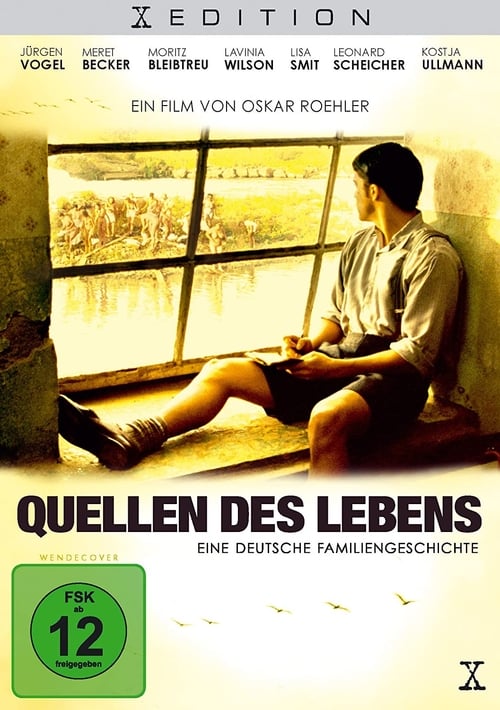 X EDITION
JÜRGEN VOGEL
MERET BECKER
MORITZ BLEIBTREU
LAVINIA WILSON
LISA SMIT
LEONARD SCHEICHER
KOSTJA ULLMANN
EIN FILM VON OSKAR ROEHLER
QUELLEN DES LEBENS
EINE DEUTSCHE FAMILIENGESCHICHTE
WENDECOVER
FSK
ab
12
freigegeben
X